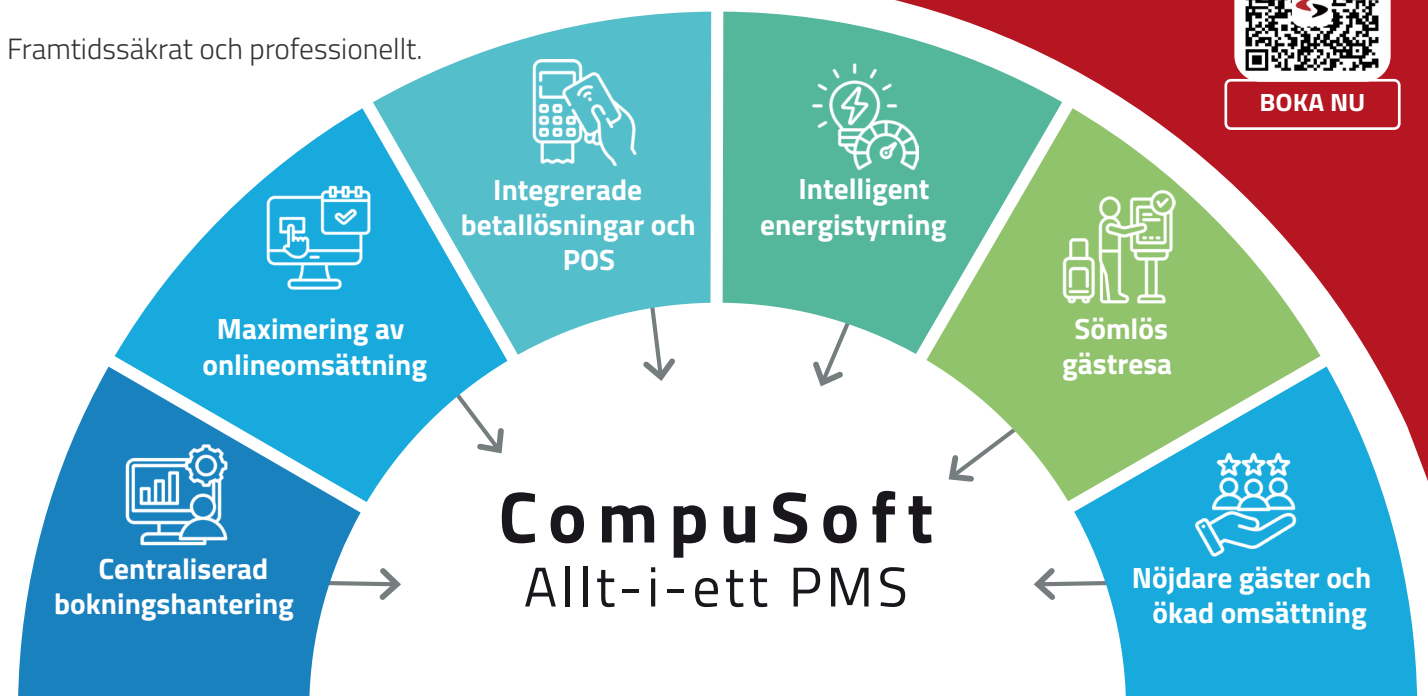 Framtidssäkrat och professionellt.
BOKA NU
Integrerade
betallösningar och
POS
Intelligent
energistyrning
Maximering av
onlineomsättning
Sömlös
gästresa
Centraliserad
bokningshantering
Nöjdare gäster och
ökad omsättning
CompuSoft
Allt-i-ett PMS